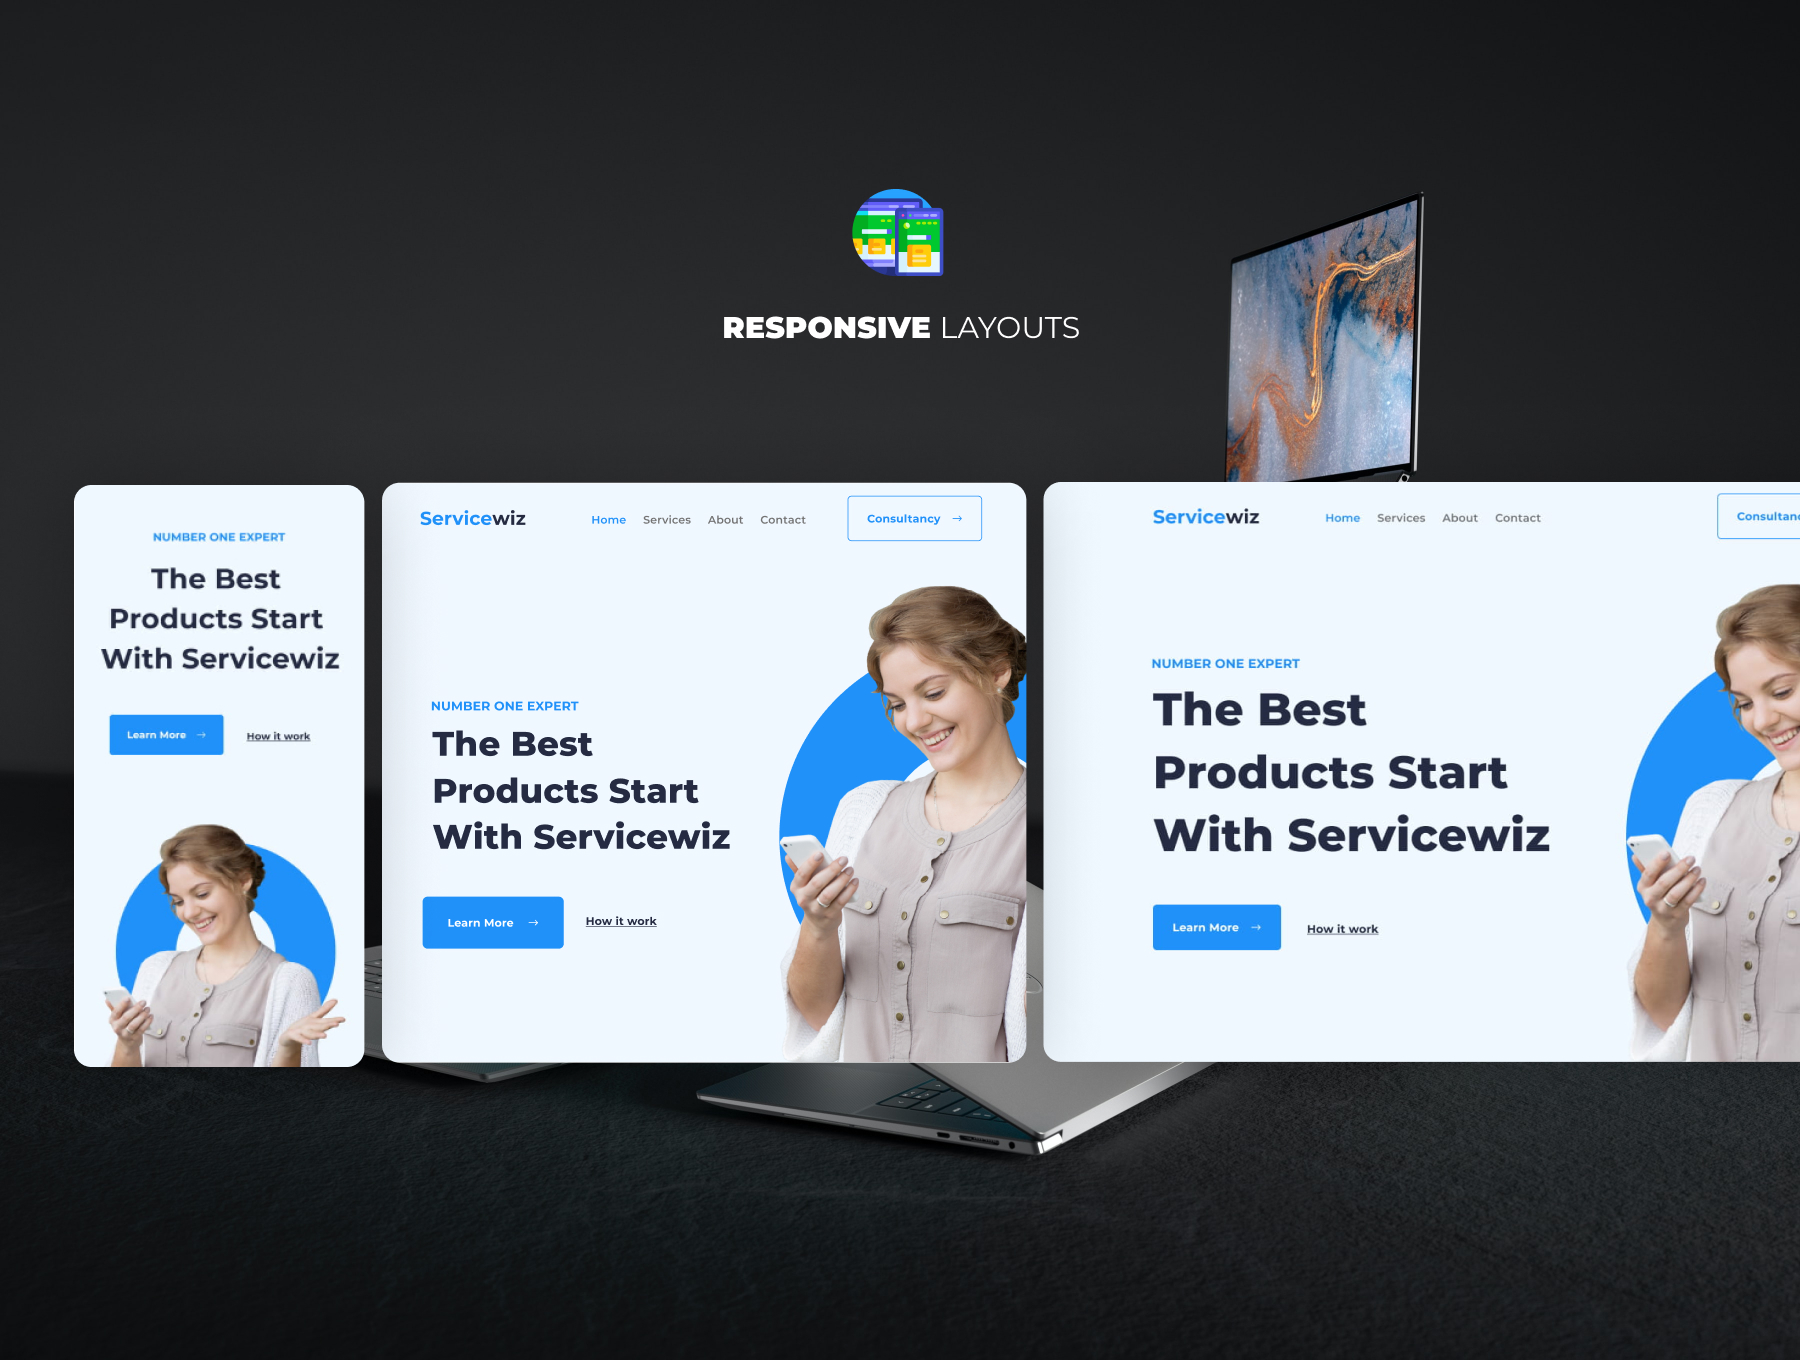 RESPONSIVE LAYOUTS
NUMBER ONE EXPERT
The Best
Products Start
With Servicewiz
Learn More →
How it work
Servicewiz
Home
Services
About
Contact
Consultancy →
NUMBER ONE EXPERT
The Best
Products Start
With Servicewiz
Learn More →
How it work
Servicewiz
Home
Services
About
Contact
Consultanc
NUMBER ONE EXPERT
The Best
Products Start
With Servicewiz
Learn More →
How it work